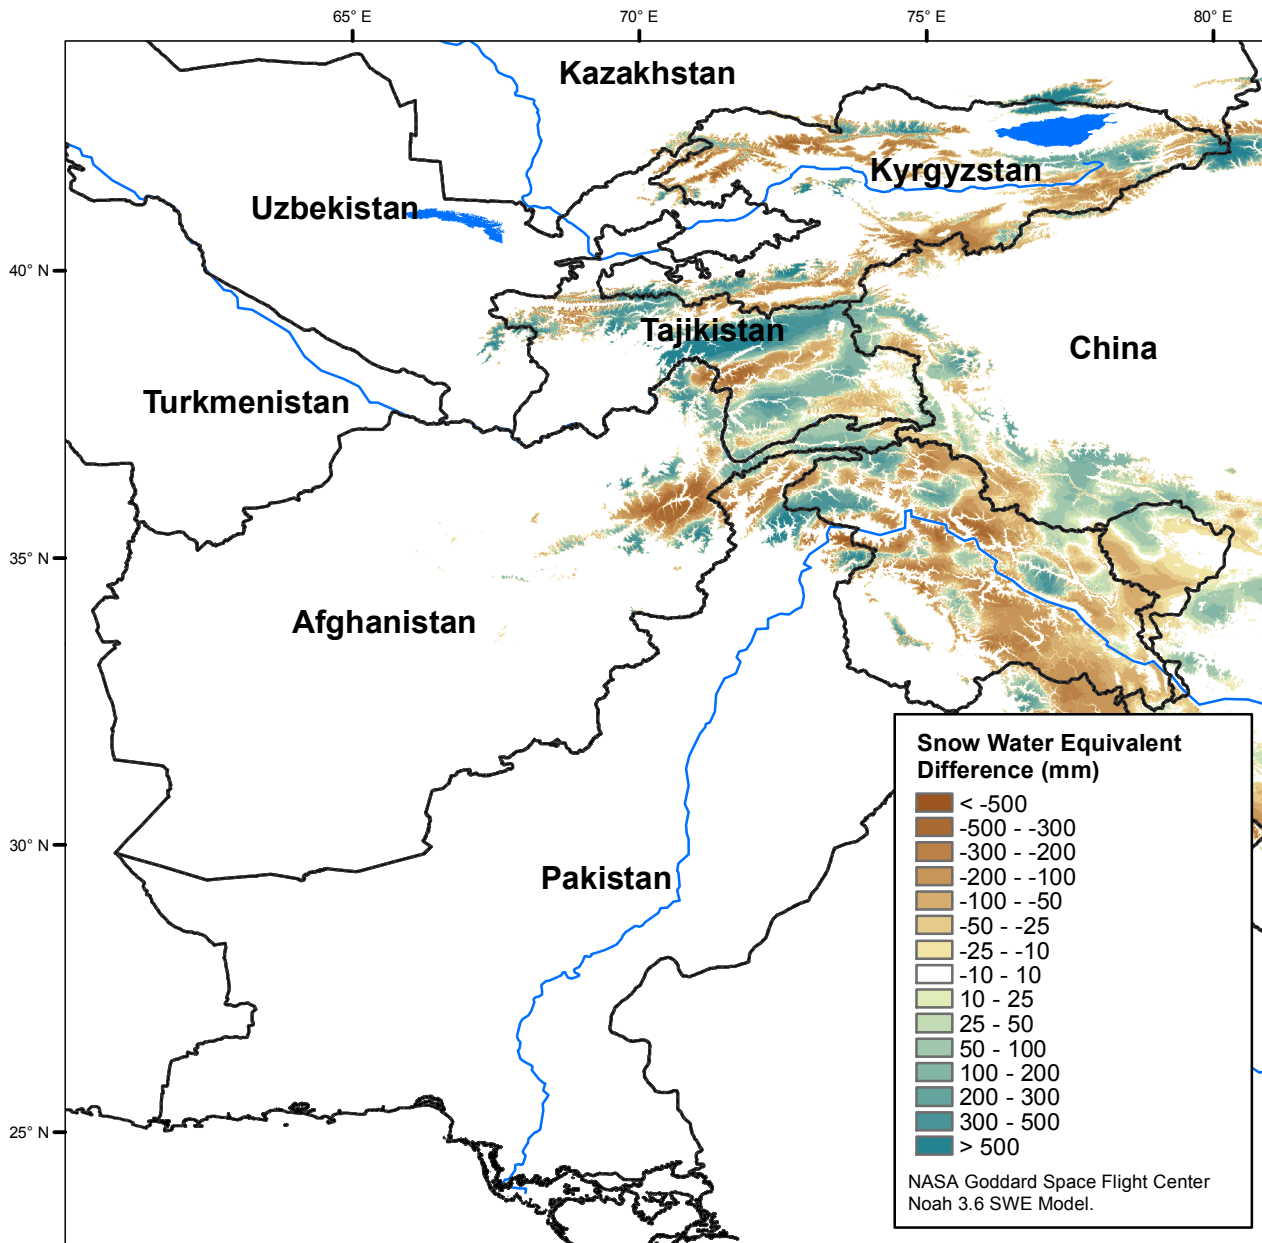 65° E
70° E
75° E
80° E
Kazakhstan
Kyrgyzstan
Uzbekistan
40° N
Tajikistan
China
Turkmenistan
35° N
Afghanistan
Snow Water Equivalent
Difference (mm)
< -500
-500 - -300
-300 - -200
-200 - -100
-100 - -50
-50 - -25
-25 - -10
-10 - 10
10 - 25
25 - 50
50 - 100
100 - 200
200 - 300
300 - 500
> 500
NASA Goddard Space Flight Center
Noah 3.6 SWE Model.
30° N
Pakistan
25° N